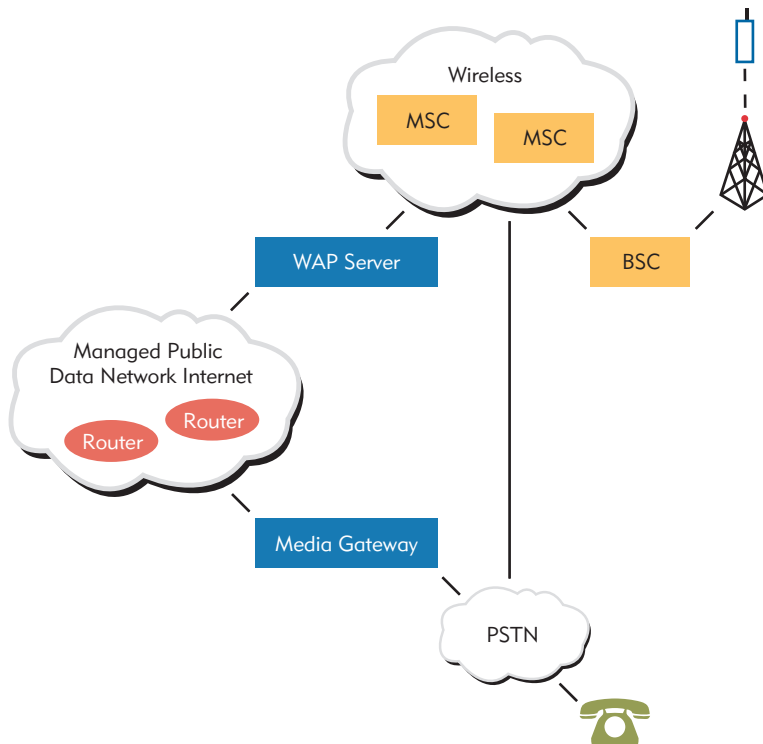 Wireless
MSC
MSC
WAP Server
BSC
Managed Public
Data Network Internet
Router
Router
Media Gateway
PSTN